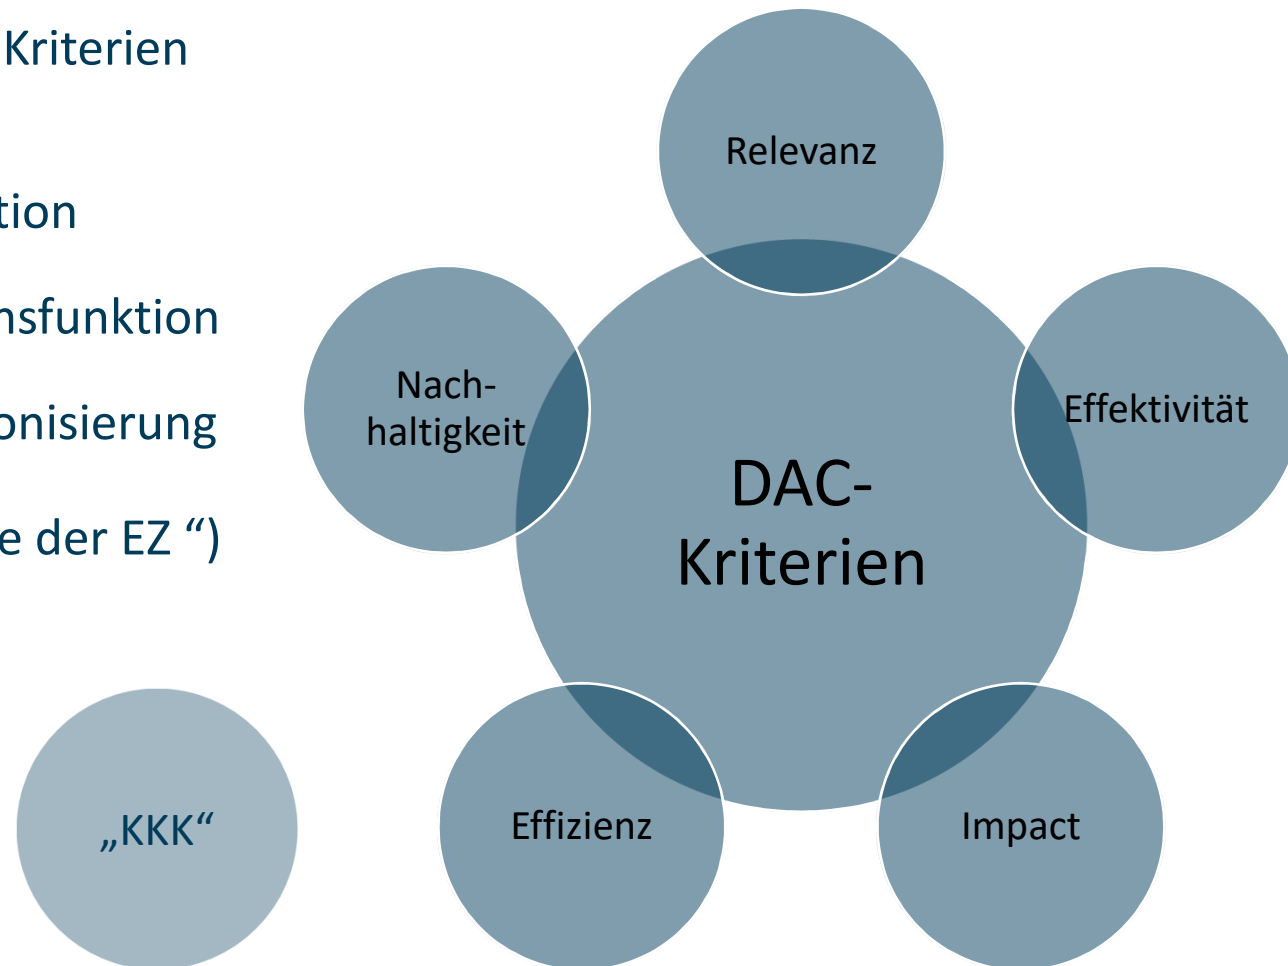 Kriterien
tion
nsfunktion
onisierung
e der EZ “)
Relevanz
Nach-
haltigkeit
Effektivität
DAC-
Kriterien
„KKK“
Effizienz
Impact